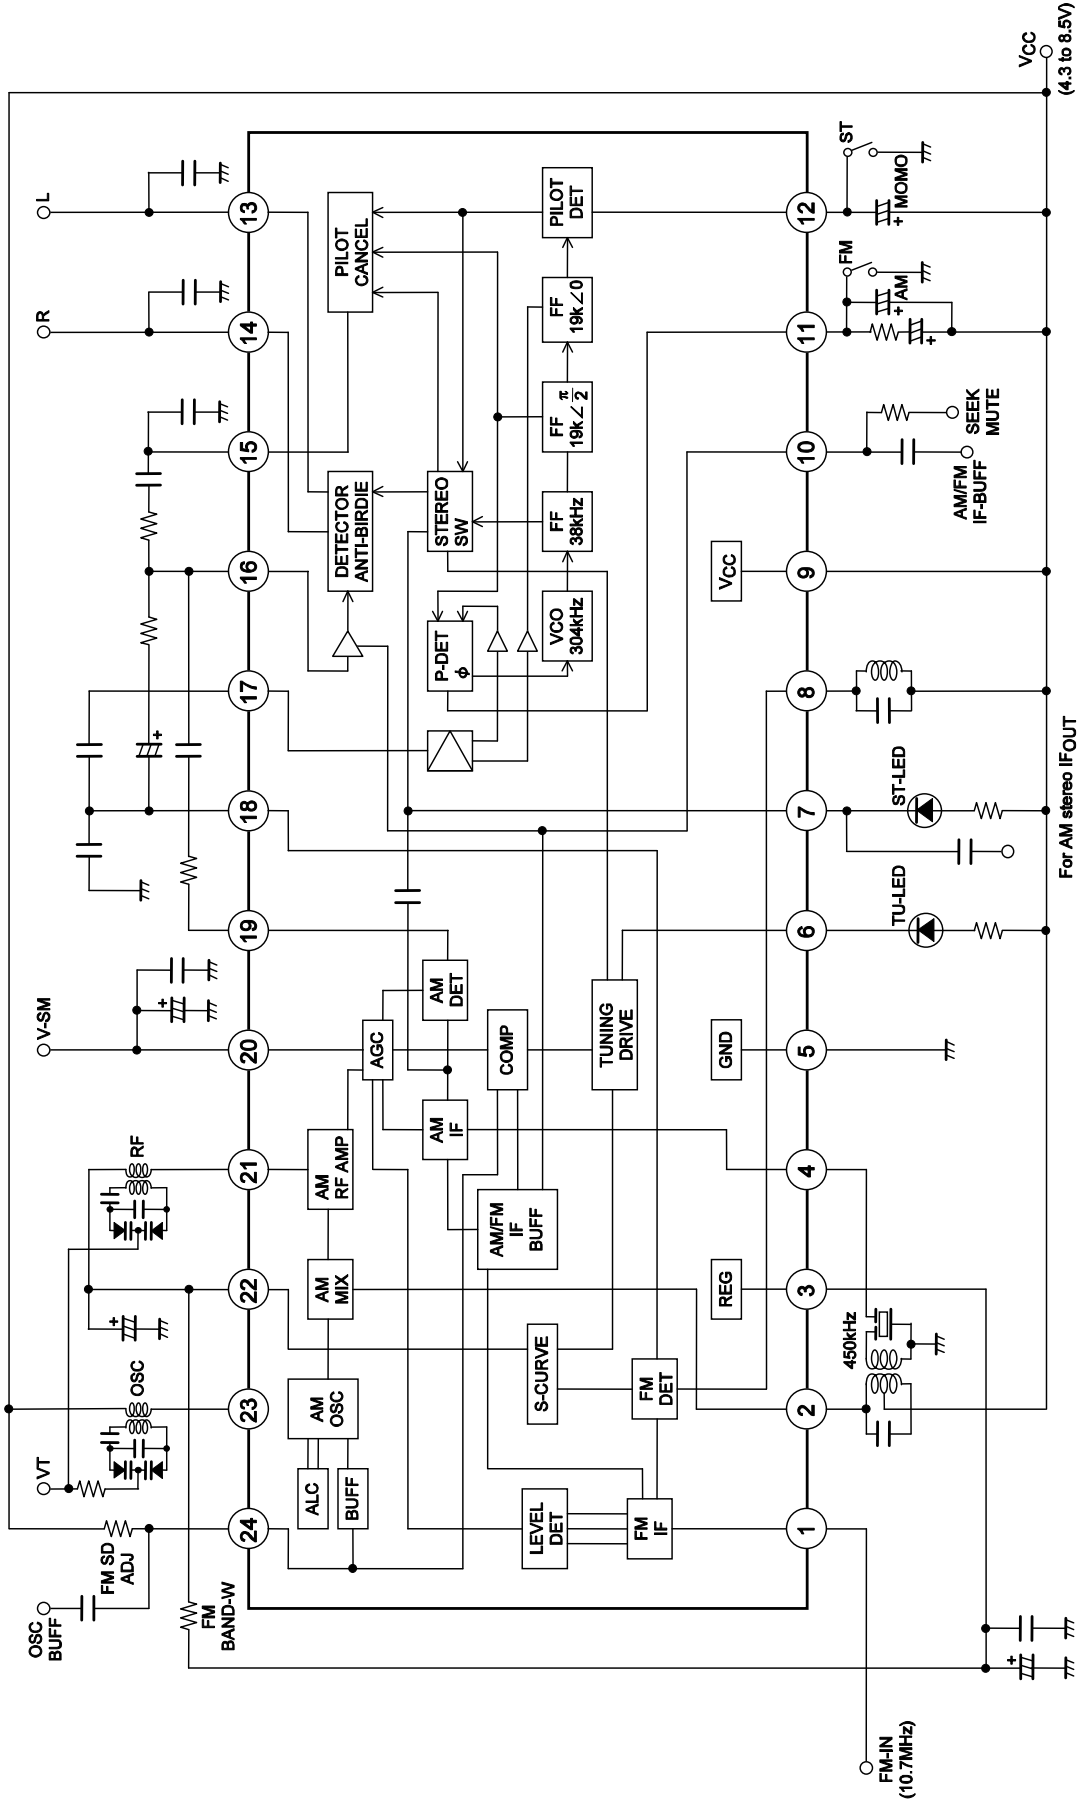 OSC
BUFF
VT
V-SM
R
L
FM SD
ADJ
OSC
RF
FM
BAND-W
+
+
+
24
23
22
21
20
19
18
17
16
15
14
13
ALC
BUFF
AM
OSC
AM
MIX
AM
RF AMP
AGC
AM
IF
AM
DET
DETECTOR
ANTI-BIRDIE
PILOT
CANCEL
P-DET
ϕ
STEREO
SW
AM/FM
IF
BUFF
COMP
LEVEL
DET
S-CURVE
VCO
304kHz
FF
38kHz
FF
19k∠π/2
FF
19k∠0
PILOT
DET
FM
IF
FM
DET
TUNING
DRIVE
REG
GND
VCC
1
2
3
4
5
6
7
8
9
10
11
12
450kHz
TU-LED
ST-LED
AM/FM
IF-BUFF
SEEK
MUTE
FM
AM
+
+
ST
MOMO
+
FM-IN
(10.7MHz)
+
For AM stereo IFOUT
VCC
(4.3 to 8.5V)